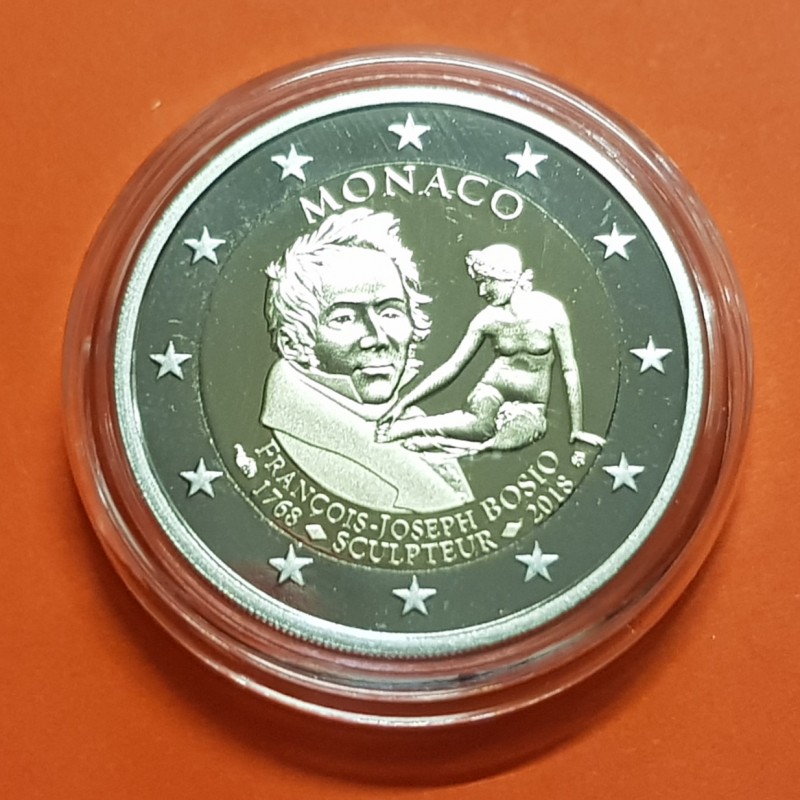 MONACO
FRANÇOIS-JOSEPH BOSIO
1768 SCULPTEUR 2018